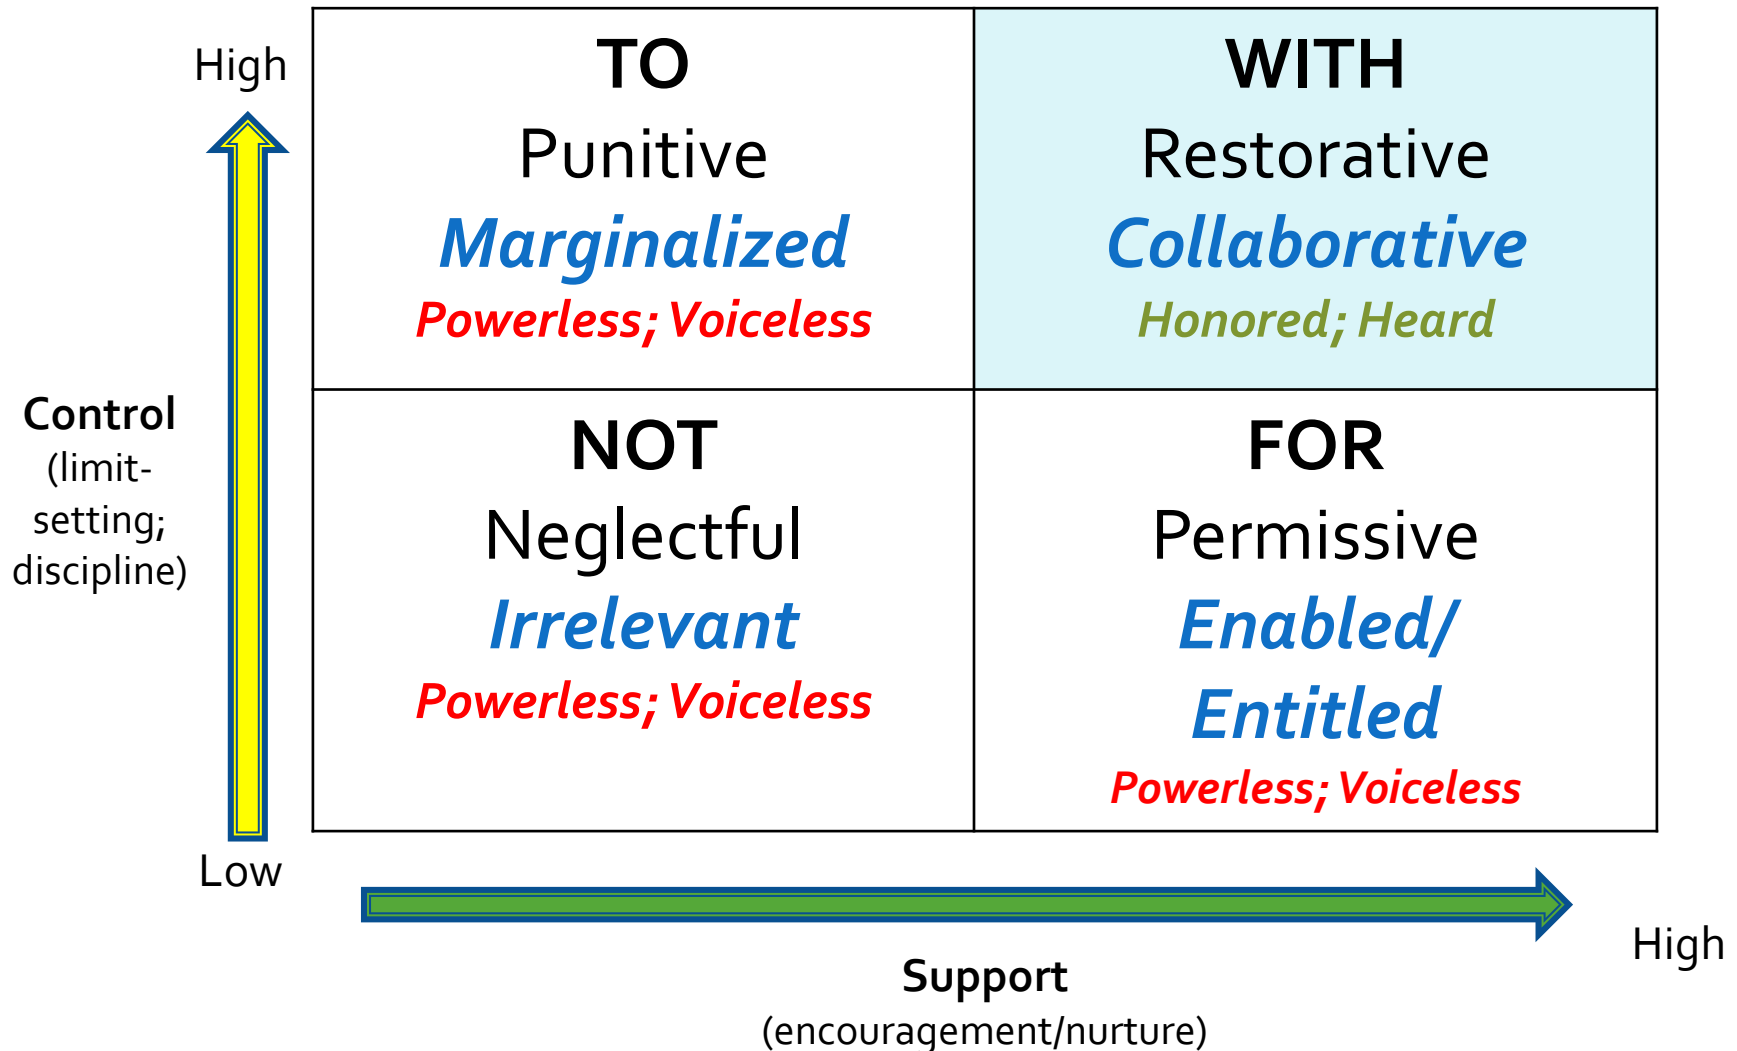 High
TO
Punitive
Marginalized
Powerless; Voiceless
WITH
Restorative
Collaborative
Honored; Heard
Control
(limit-
setting;
discipline)
NOT
Neglectful
Irrelevant
Powerless; Voiceless
FOR
Permissive
Enabled/
Entitled
Powerless; Voiceless
Low
High
Support
(encouragement/nurture)